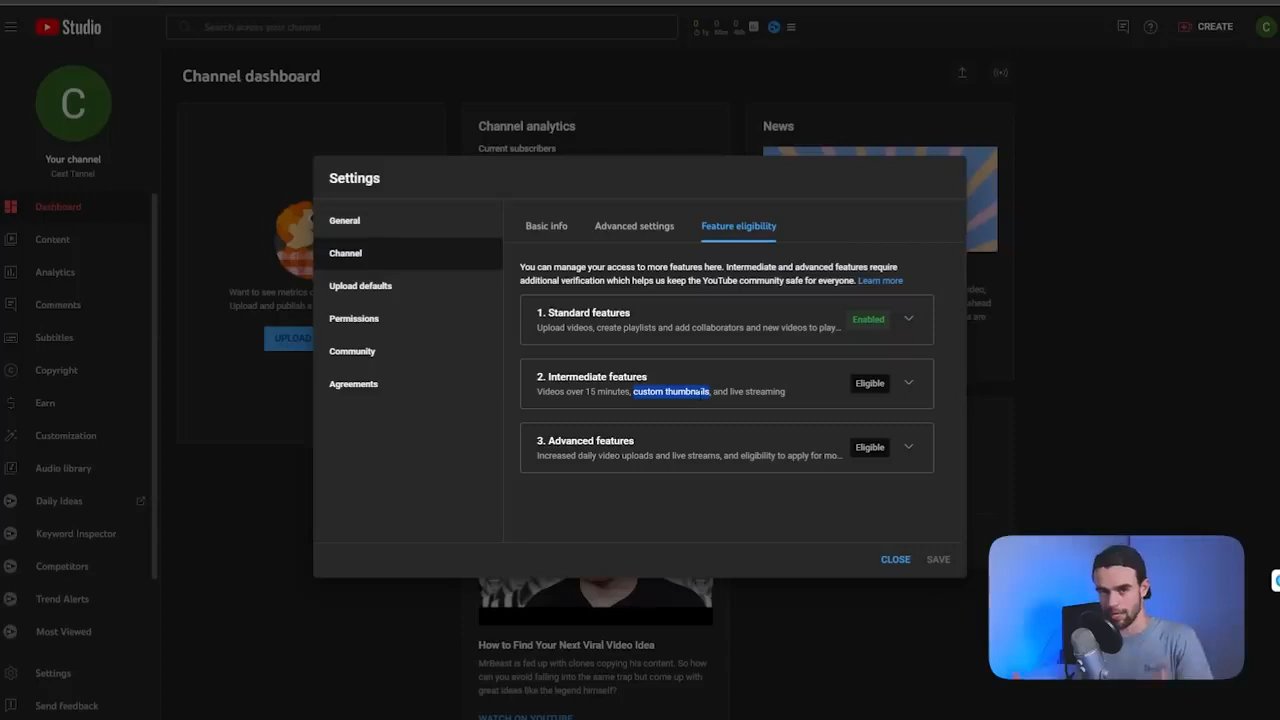 Studio
Search across your channel
CREATE
C
C
Your channel
Dashboard
Content
Analytics
Comments
Subtitles
Copyright
Earn
Customization
Audio library
Daily Ideas
Keyword Inspector
Competitors
Trend Alerts
Most Viewed
Settings
Send feedback
Channel dashboard
Want to see metrics
Upload and publish a
UPLOAD
Channel analytics
Current subscribers
News
Settings
General
Channel
Upload defaults
Permissions
Community
Agreements
Basic info
Advanced settings
Feature eligibility
You can manage your access to more features here. Intermediate and advanced features require
additional verification which helps us keep the YouTube community safe for everyone. Learn more
1. Standard features
Upload videos, create playlists and add collaborators and new videos to play...
Enabled
2. Intermediate features
Videos over 15 minutes, custom thumbnails, and live streaming
Eligible
3. Advanced features
Increased daily video uploads and live streams, and eligibility to apply for mo...
Eligible
CLOSE
SAVE
How to Find Your Next Viral Video Idea
MrBeast is fed up with clones copying his content. So how
can you avoid falling into the same trap but come up with
great ideas like the legend himself?
WATCH ON YOUTUBE